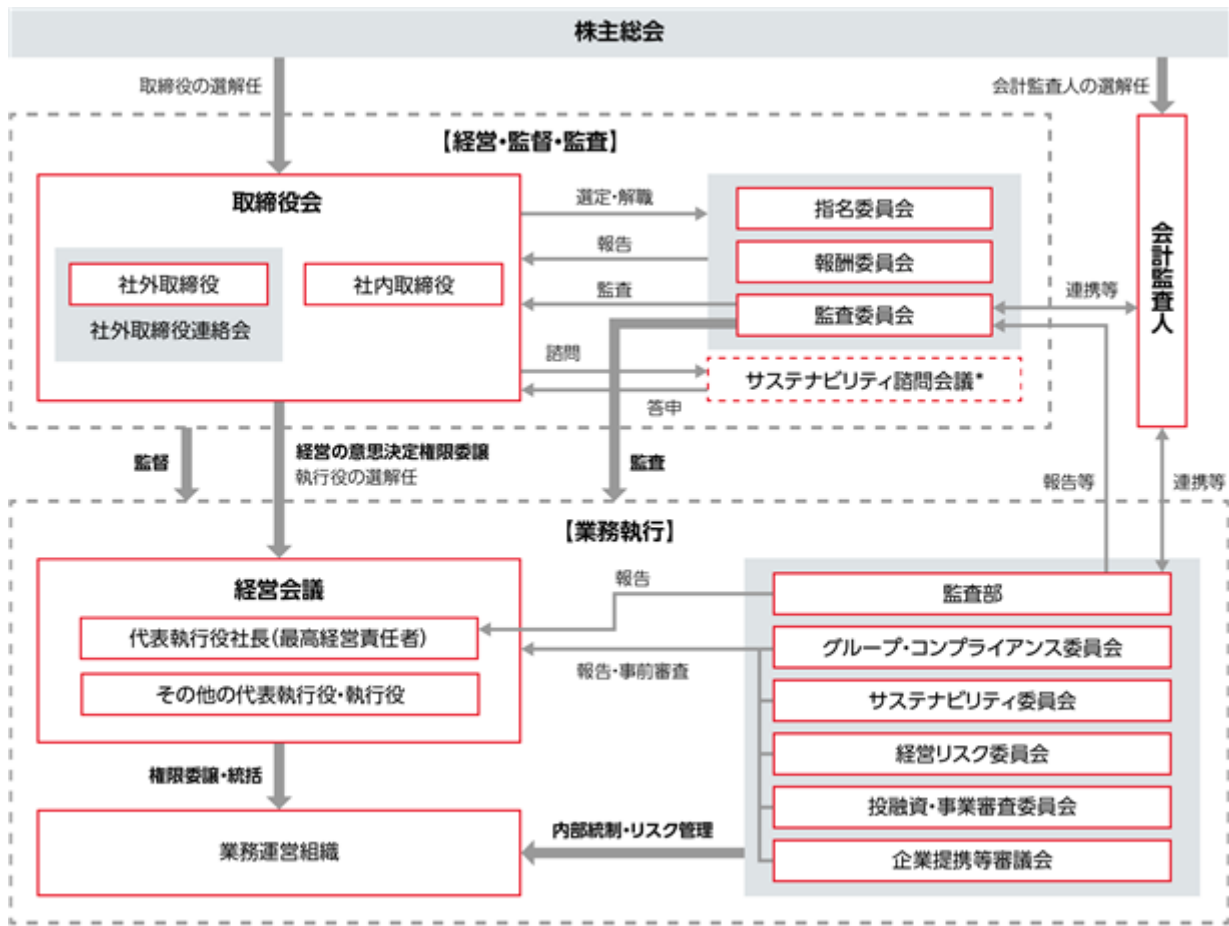 株主総会
取締役の選解任
会計監査人の選解任
【経営・監督・監査】
取締役会
社外取締役
社外取締役連絡会
社内取締役
選定・解職
報告
監査
諮問
答申
指名委員会
報酬委員会
監査委員会
サステナビリティ諮問会議*
連携等
会計監査人
監督
経営の意思決定権限委譲
執行役の選解任
監査
報告等
連携等
【業務執行】
経営会議
代表執行役社長(最高経営責任者)
その他の代表執行役・執行役
報告
報告・事前審査
監査部
グループ・コンプライアンス委員会
サステナビリティ委員会
経営リスク委員会
投融資・事業審査委員会
企業提携等審議会
権限委譲・統括
内部統制・リスク管理
業務運営組織